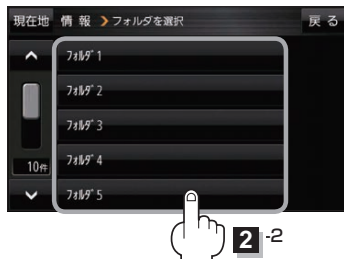 現在地 情報 フォルダを選択 戻る
ﾌｫﾙﾀﾞ 1
ﾌｫﾙﾀﾞ 2
ﾌｫﾙﾀﾞ 3
ﾌｫﾙﾀﾞ 4
10件
ﾌｫﾙﾀﾞ 5
2-2